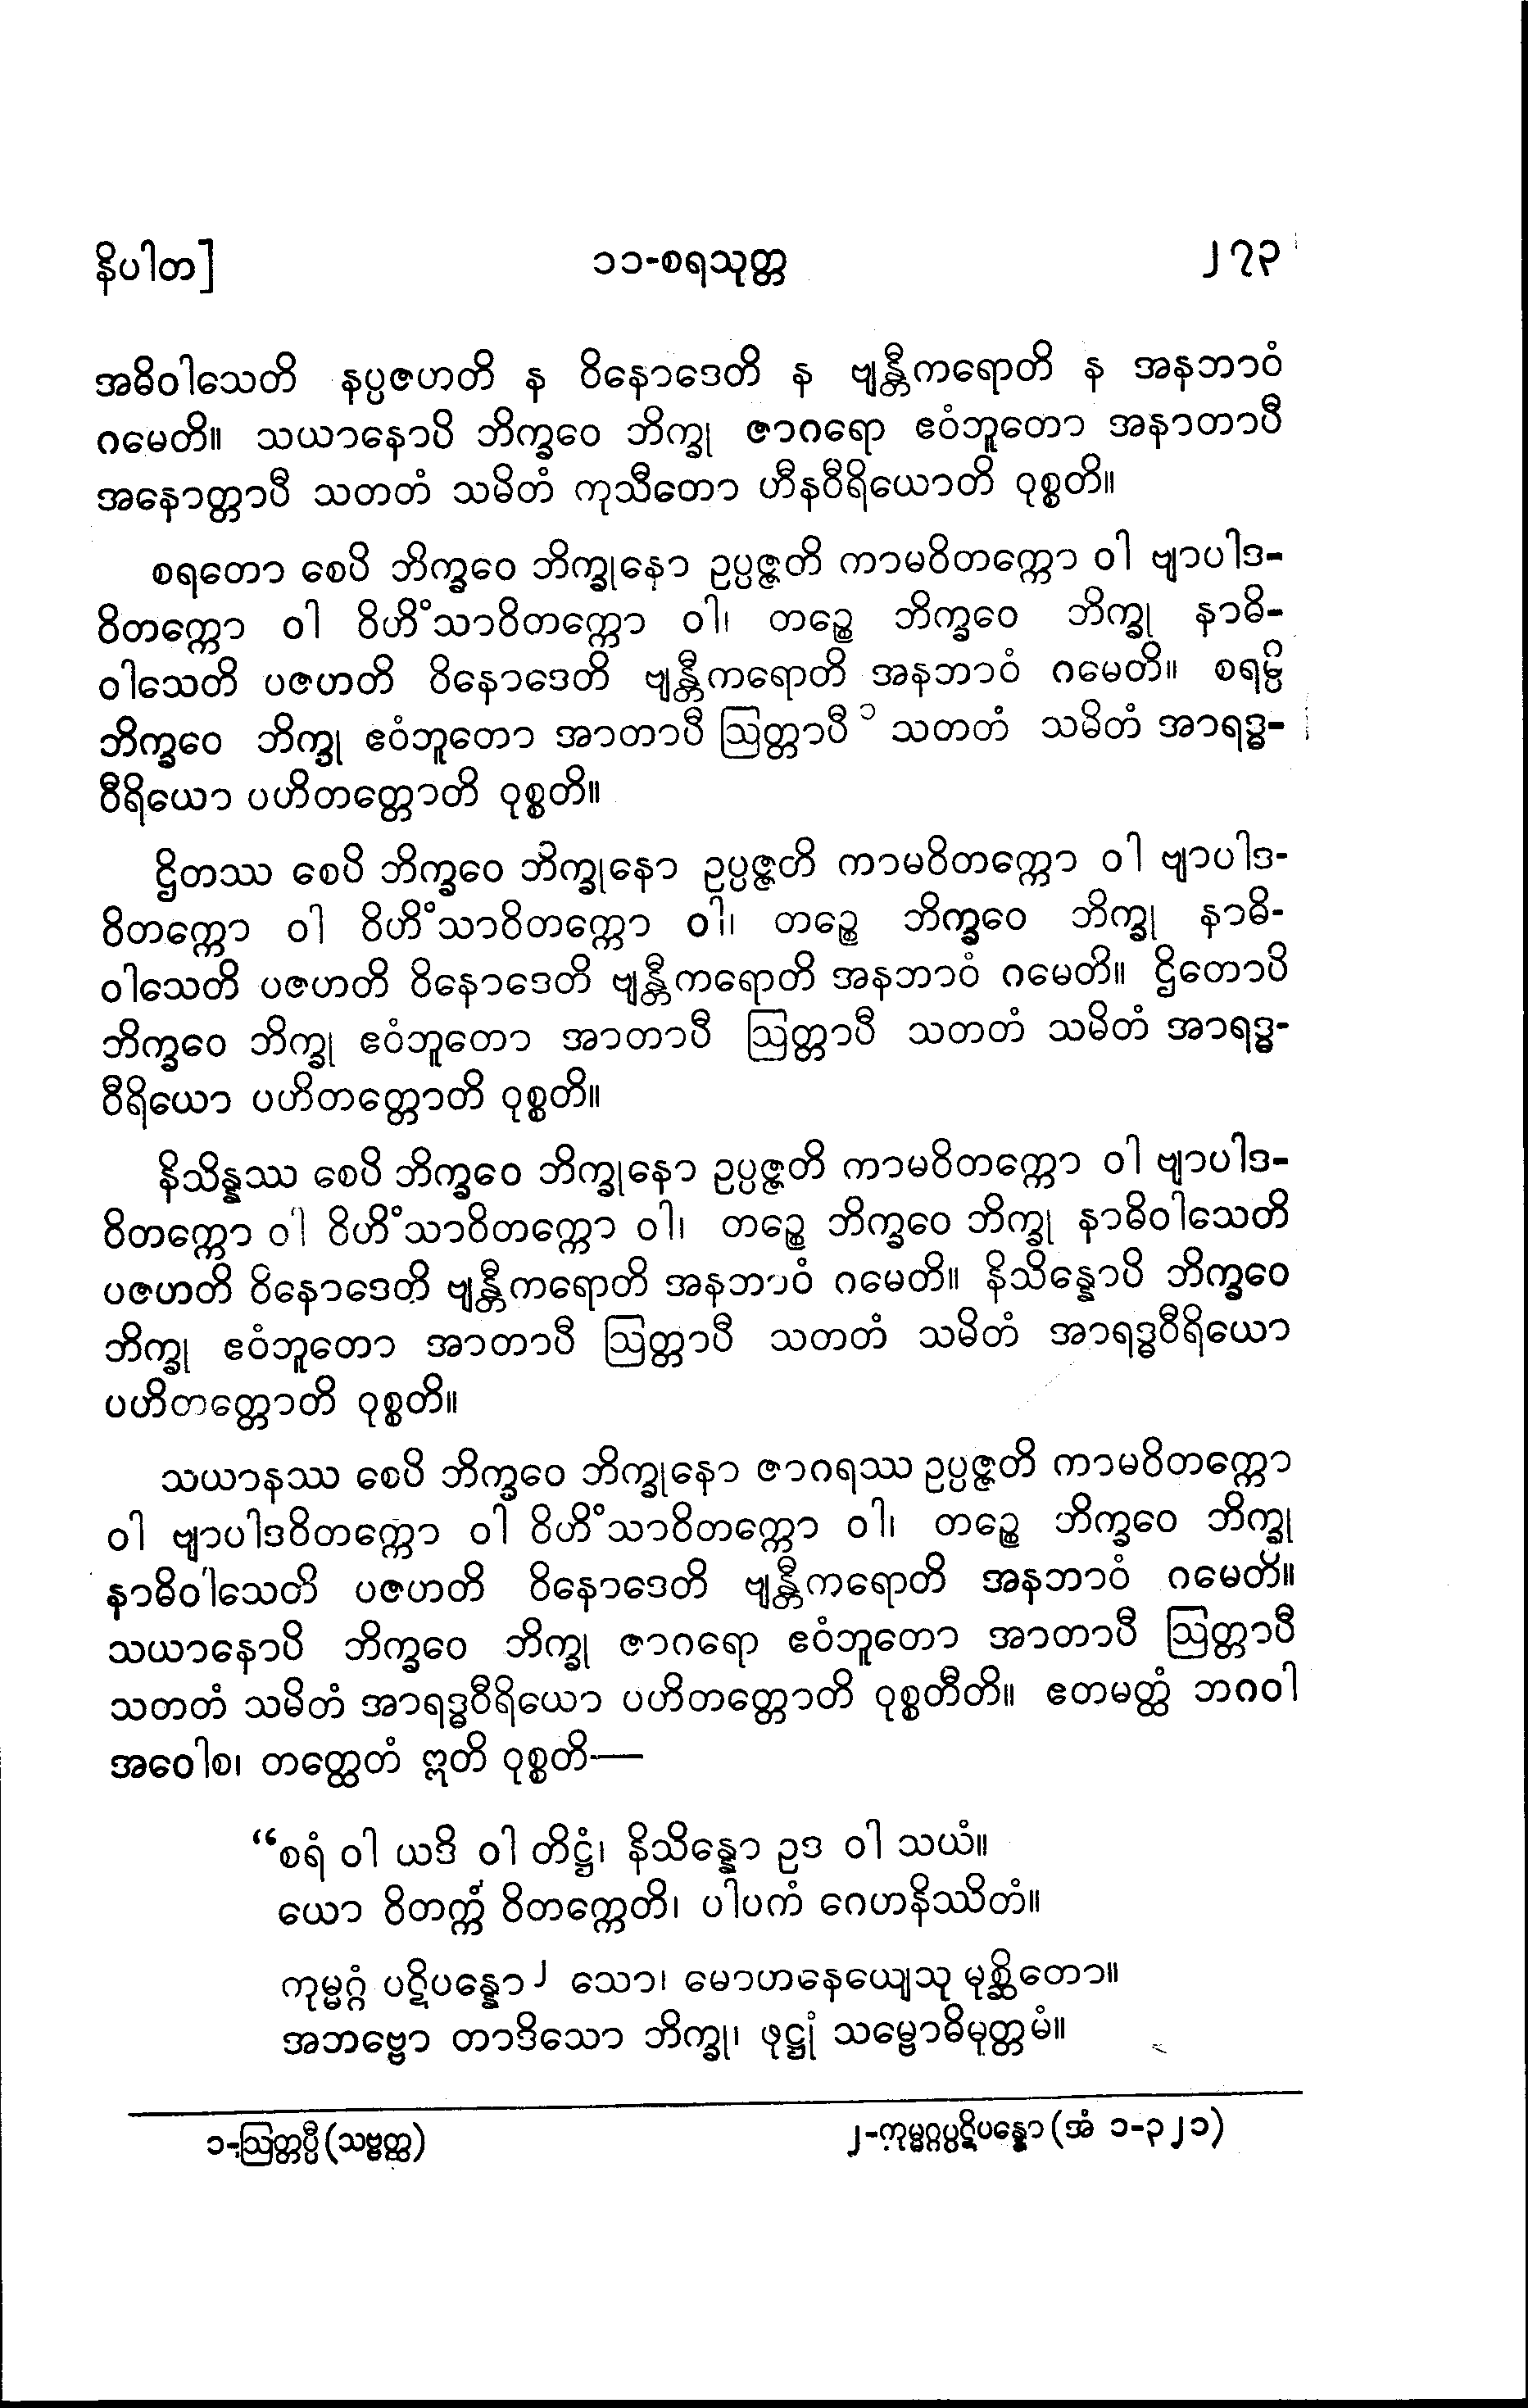 နိပါတ] ၁၁-စရသုတ္တ ၂၇၃
အဓိဝါသေတိ နပ္ပဇဟတိ န ဝိနောဒေတိ န ဗျန္တီကရောတိ န အနဘာဝံ
ဂမေတိ။ သယာနောပိ ဘိက္ခဝေ ဘိက္ခု ဇာဂရော ဧဝံဘူတော အနာတာပီ
အနောတ္တာပီ သတတံ သမိတံ ကုသီတော ဟီနဝီရိယောတိ ဝုစ္စတိ။
စရတော စေပိ ဘိက္ခဝေ ဘိက္ခုနော ဥပ္ပဇ္ဇတိ ကာမဝိတက္ကော ဝါ ဗျာပါဒ-
ဝိတက္ကော ဝါ ဝိဟိံသာဝိတက္ကော ဝါ၊ တဉ္စေ ဘိက္ခဝေ ဘိက္ခု နာဓိ-
ဝါသေတိ ပဇဟတိ ဝိနောဒေတိ ဗျန္တီကရောတိ အနဘာဝံ ဂမေတိ။ စရမ္ပိ
ဘိက္ခဝေ ဘိက္ခု ဧဝံဘူတော အာတာပီ ဩတ္တာပီ ၁ သတတံ သမိတံ အာရဒ္ဓ-
ဝီရိယော ပဟိတတ္တောတိ ဝုစ္စတိ။
ဌိတဿ စေပိ ဘိက္ခဝေ ဘိက္ခုနော ဥပ္ပဇ္ဇတိ ကာမဝိတက္ကော ဝါ ဗျာပါဒ-
ဝိတက္ကော ဝါ ဝိဟိံသာဝိတက္ကော ဝါ၊ တဉ္စေ ဘိက္ခဝေ ဘိက္ခု နာဓိ-
ဝါသေတိ ပဇဟတိ ဝိနောဒေတိ ဗျန္တီကရောတိ အနဘာဝံ ဂမေတိ။ ဌိတောပိ
ဘိက္ခဝေ ဘိက္ခု ဧဝံဘူတော အာတာပီ ဩတ္တာပီ သတတံ သမိတံ အာရဒ္ဓ-
ဝီရိယော ပဟိတတ္တောတိ ဝုစ္စတိ။
နိသိန္နဿ စေပိ ဘိက္ခဝေ ဘိက္ခုနော ဥပ္ပဇ္ဇတိ ကာမဝိတက္ကော ဝါ ဗျာပါဒ-
ဝိတက္ကော ဝါ ဝိဟိံသာဝိတက္ကော ဝါ၊ တဉ္စေ ဘိက္ခဝေ ဘိက္ခု နာဓိဝါသေတိ
ပဇဟတိ ဝိနောဒေတိ ဗျန္တီကရောတိ အနဘာဝံ ဂမေတိ။ နိသိန္နောပိ ဘိက္ခဝေ
ဘိက္ခု ဧဝံဘူတော အာတာပီ ဩတ္တာပီ သတတံ သမိတံ အာရဒ္ဓဝီရိယော
ပဟိတတ္တောတိ ဝုစ္စတိ။
သယာနဿ စေပိ ဘိက္ခဝေ ဘိက္ခုနော ဇာဂရဿ ဥပ္ပဇ္ဇတိ ကာမဝိတက္ကော
ဝါ ဗျာပါဒဝိတက္ကော ဝါ ဝိဟိံသာဝိတက္ကော ဝါ၊ တဉ္စေ ဘိက္ခဝေ ဘိက္ခု
နာဓိဝါသေတိ ပဇဟတိ ဝိနောဒေတိ ဗျန္တီကရောတိ အနဘာဝံ ဂမေတိ။
သယာနောပိ ဘိက္ခဝေ ဘိက္ခု ဇာဂရော ဧဝံဘူတော အာတာပီ ဩတ္တာပီ
သတတံ သမိတံ အာရဒ္ဓဝီရိယော ပဟိတတ္တောတိ ဝုစ္စတီတိ။ ဧတမတ္ထံ ဘဂဝါ
အဝေါစ၊ တတ္ထေတံ ဣတိ ဝုစ္စတိ—
“စရံ ဝါ ယဒိ ဝါ တိဋ္ဌံ၊ နိသိန္နော ဥဒ ဝါ သယံ။
ယော ဝိတက္ကံ ဝိတက္ကေတိ၊ ပါပကံ ဂေဟနိဿိတံ။
ကုမ္မဂ္ဂံ ပဋိပန္နော ၂ သော၊ မောဟနေယျေသု မုစ္ဆိတော။
အဘဗ္ဗော တာဒိသော ဘိက္ခု၊ ဖုဋ္ဌုံ သမ္ဗောဓိမုတ္တမံ။
၁-ဩတ္တပ္ပီ (သဗ္ဗတ္ထ) ၂-ကုမ္မဂ္ဂပ္ပဋိပန္နော (အံ ၁-၃၂၁)